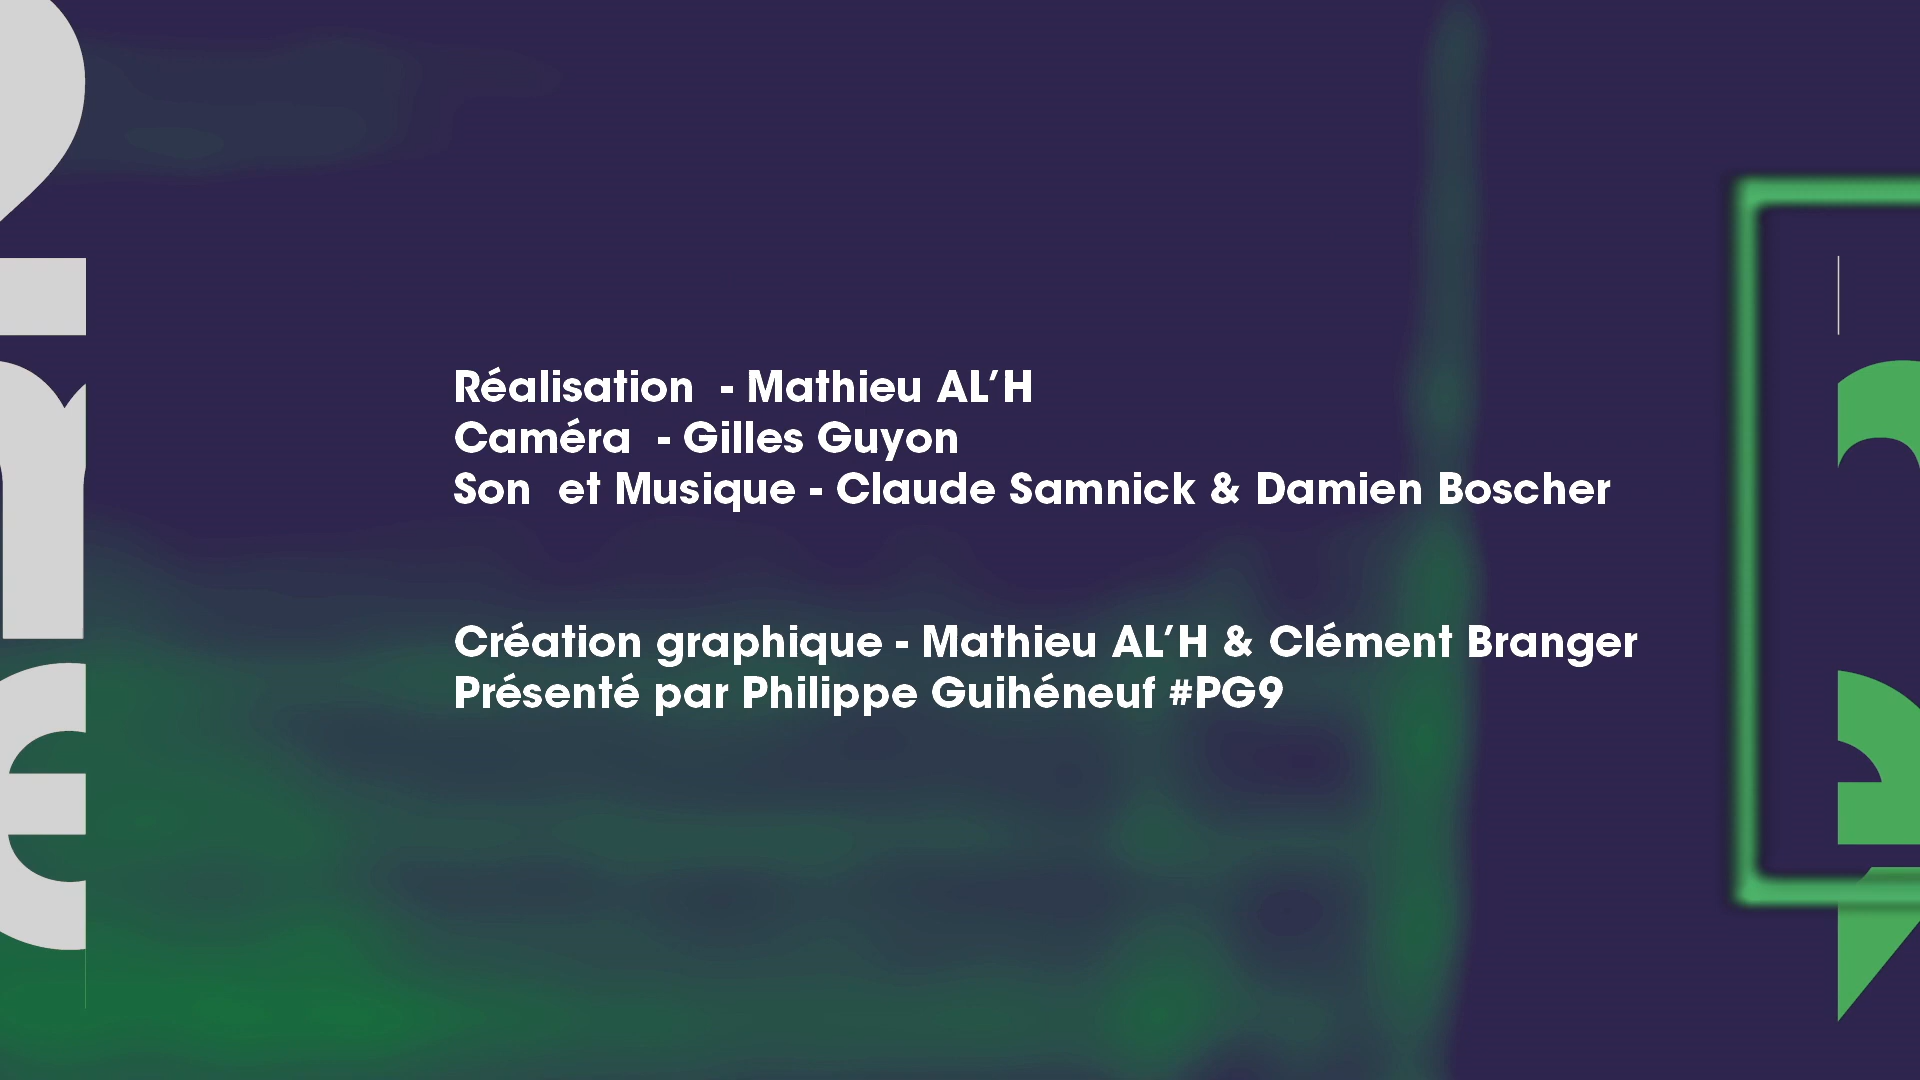 Réalisation  - Mathieu AL’H
Caméra  - Gilles Guyon
Son  et Musique - Claude Samnick & Damien Boscher
Création graphique - Mathieu AL’H & Clément Branger
Présenté par Philippe Guihéneuf #PG9